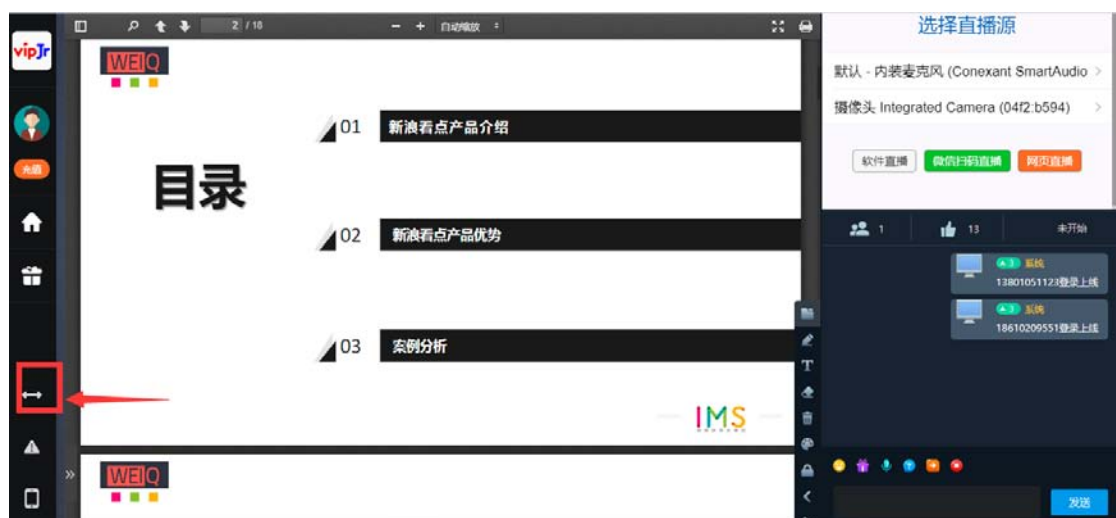 vipJr
充值
2 / 18
自动缩放
WEIQ
目录
01 新浪看点产品介绍
02 新浪看点产品优势
03 案例分析
IMS
WEIQ
选择直播源
默认 - 内装麦克风 (Conexant SmartAudio
摄像头 Integrated Camera (04f2:b594)
软件直播 微信扫码直播 网页直播
1 13 未开始
3 系统
13801051123登录上线
3 系统
18610209551登录上线
T
发送